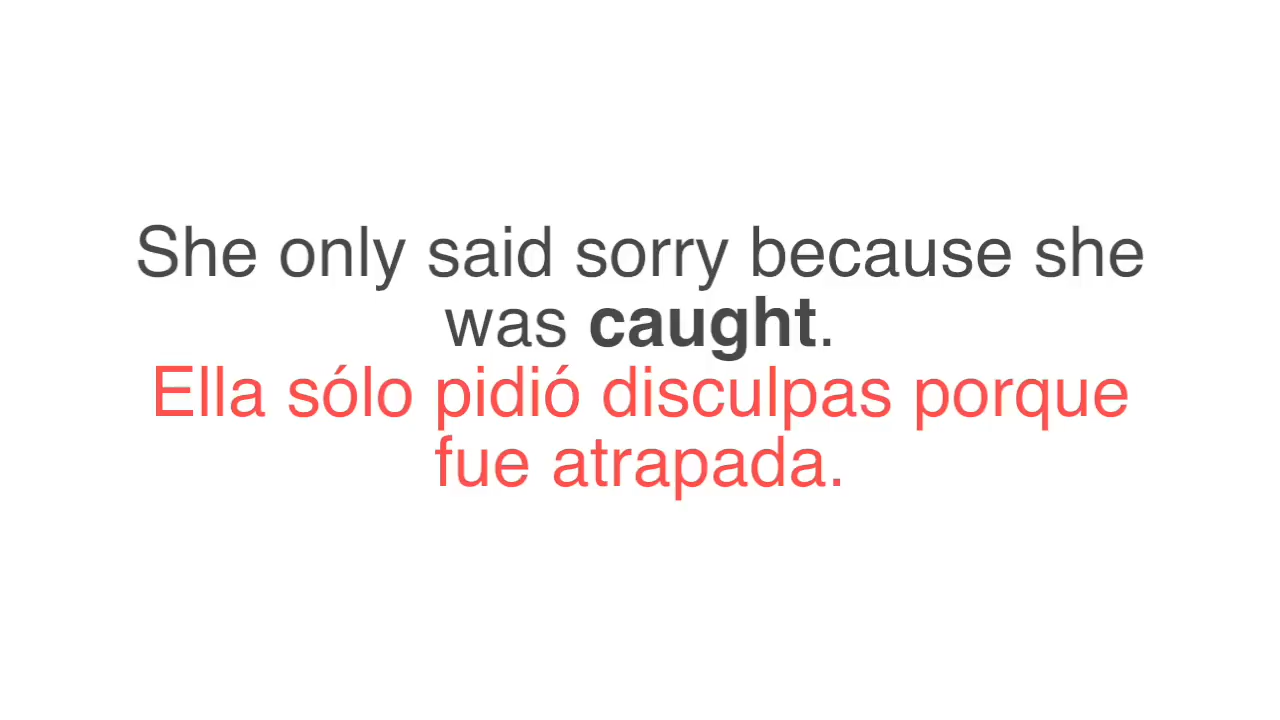 She only said sorry because she
was caught.
Ella sólo pidió disculpas porque
fue atrapada.